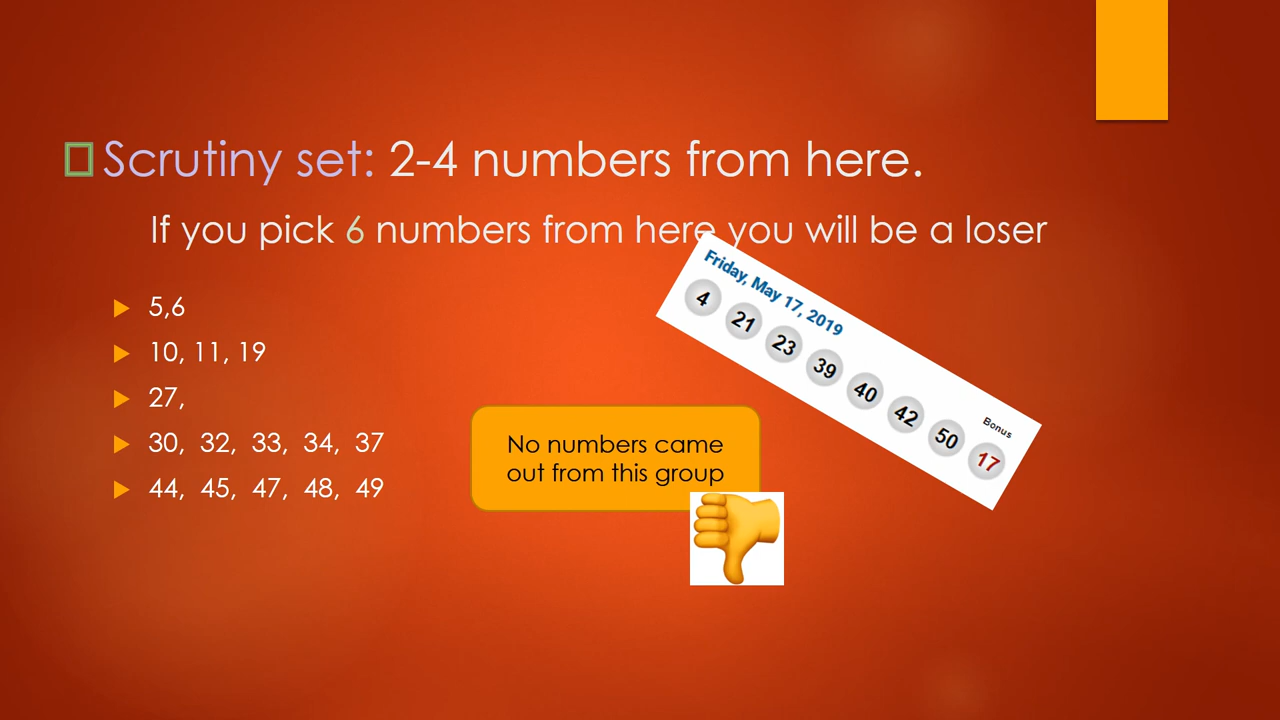 Scrutiny set: 2-4 numbers from here.
If you pick 6 numbers from here you will be a loser
5,6
10, 11, 19
27,
30, 32, 33, 34, 37
44, 45, 47, 48, 49
No numbers came
out from this group
Friday, May 17, 2019
4 21 23 39 40 42 50 17
Bonus